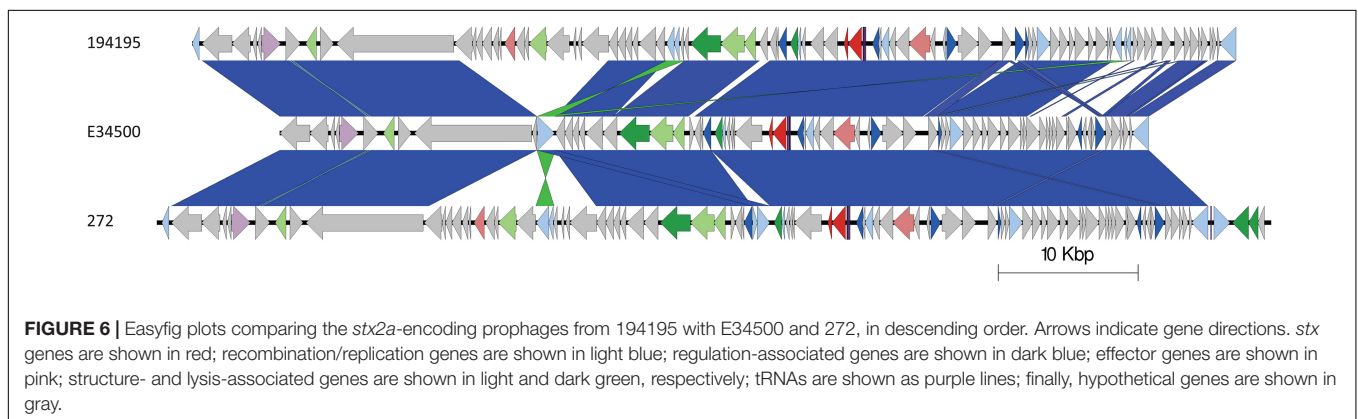 194195
E34500
272
10 Kbp
FIGURE 6 | Easyfig plots comparing the stx2a-encoding prophages from 194195 with E34500 and 272, in descending order. Arrows indicate gene directions. stx
genes are shown in red; recombination/replication genes are shown in light blue; regulation-associated genes are shown in dark blue; effector genes are shown in
pink; structure- and lysis-associated genes are shown in light and dark green, respectively; tRNAs are shown as purple lines; finally, hypothetical genes are shown in
gray.